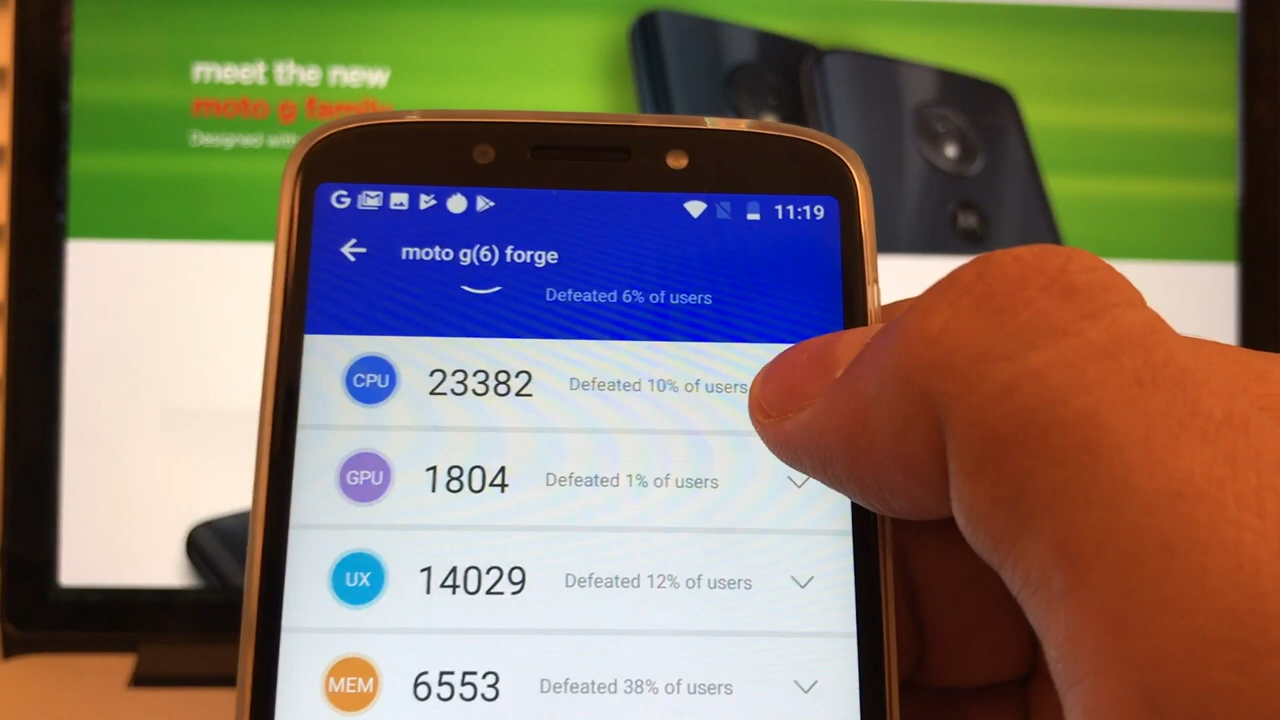 meet the new
moto g family
Designed with
11:19
moto g(6) forge
Defeated 6% of users
CPU 23382 Defeated 10% of users
GPU 1804 Defeated 1% of users
UX 14029 Defeated 12% of users
MEM 6553 Defeated 38% of users